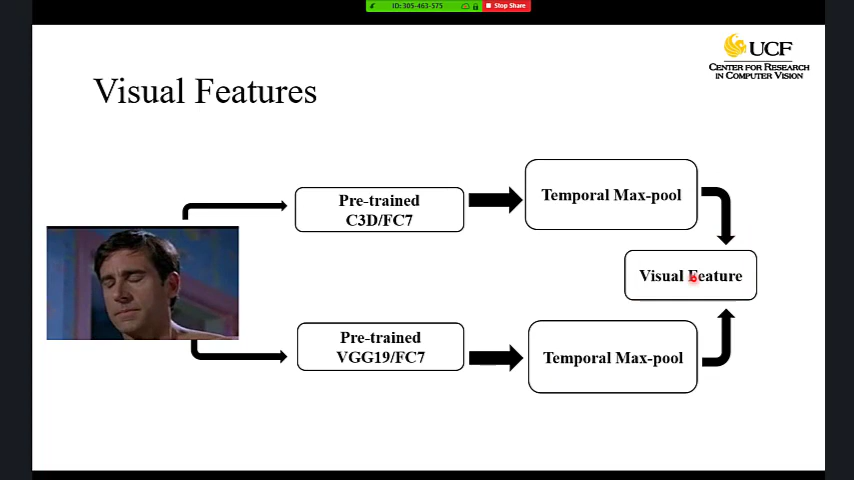 ID: 305-463-575
Stop Share
UCF
CENTER FOR RESEARCH
IN COMPUTER VISION
Visual Features
Pre-trained
C3D/FC7
Temporal Max-pool
Visual Feature
Pre-trained
VGG19/FC7
Temporal Max-pool